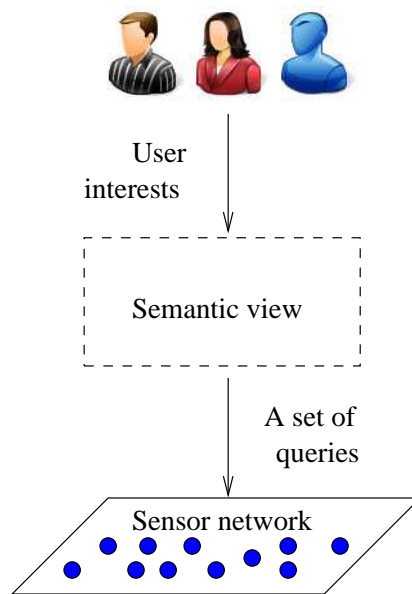 User
interests
Semantic view
A set of
queries
Sensor network